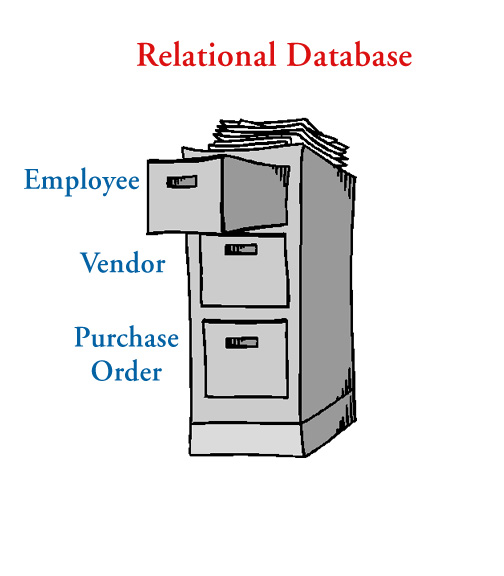 Relational Database
Employee
Vendor
Purchase
Order